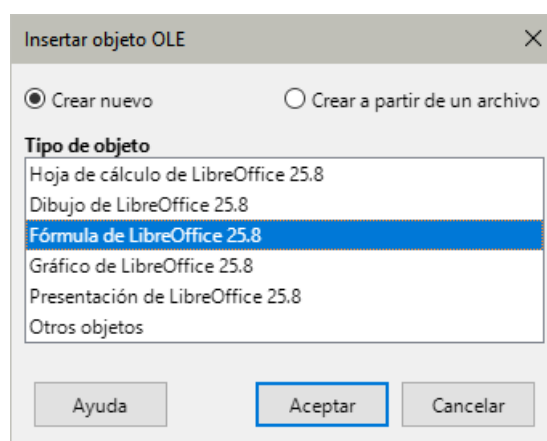 Insertar objeto OLE
Crear nuevo
Crear a partir de un archivo
Tipo de objeto
Hoja de cálculo de LibreOffice 25.8
Dibujo de LibreOffice 25.8
Fórmula de LibreOffice 25.8
Gráfico de LibreOffice 25.8
Presentación de LibreOffice 25.8
Otros objetos
Ayuda
Aceptar
Cancelar